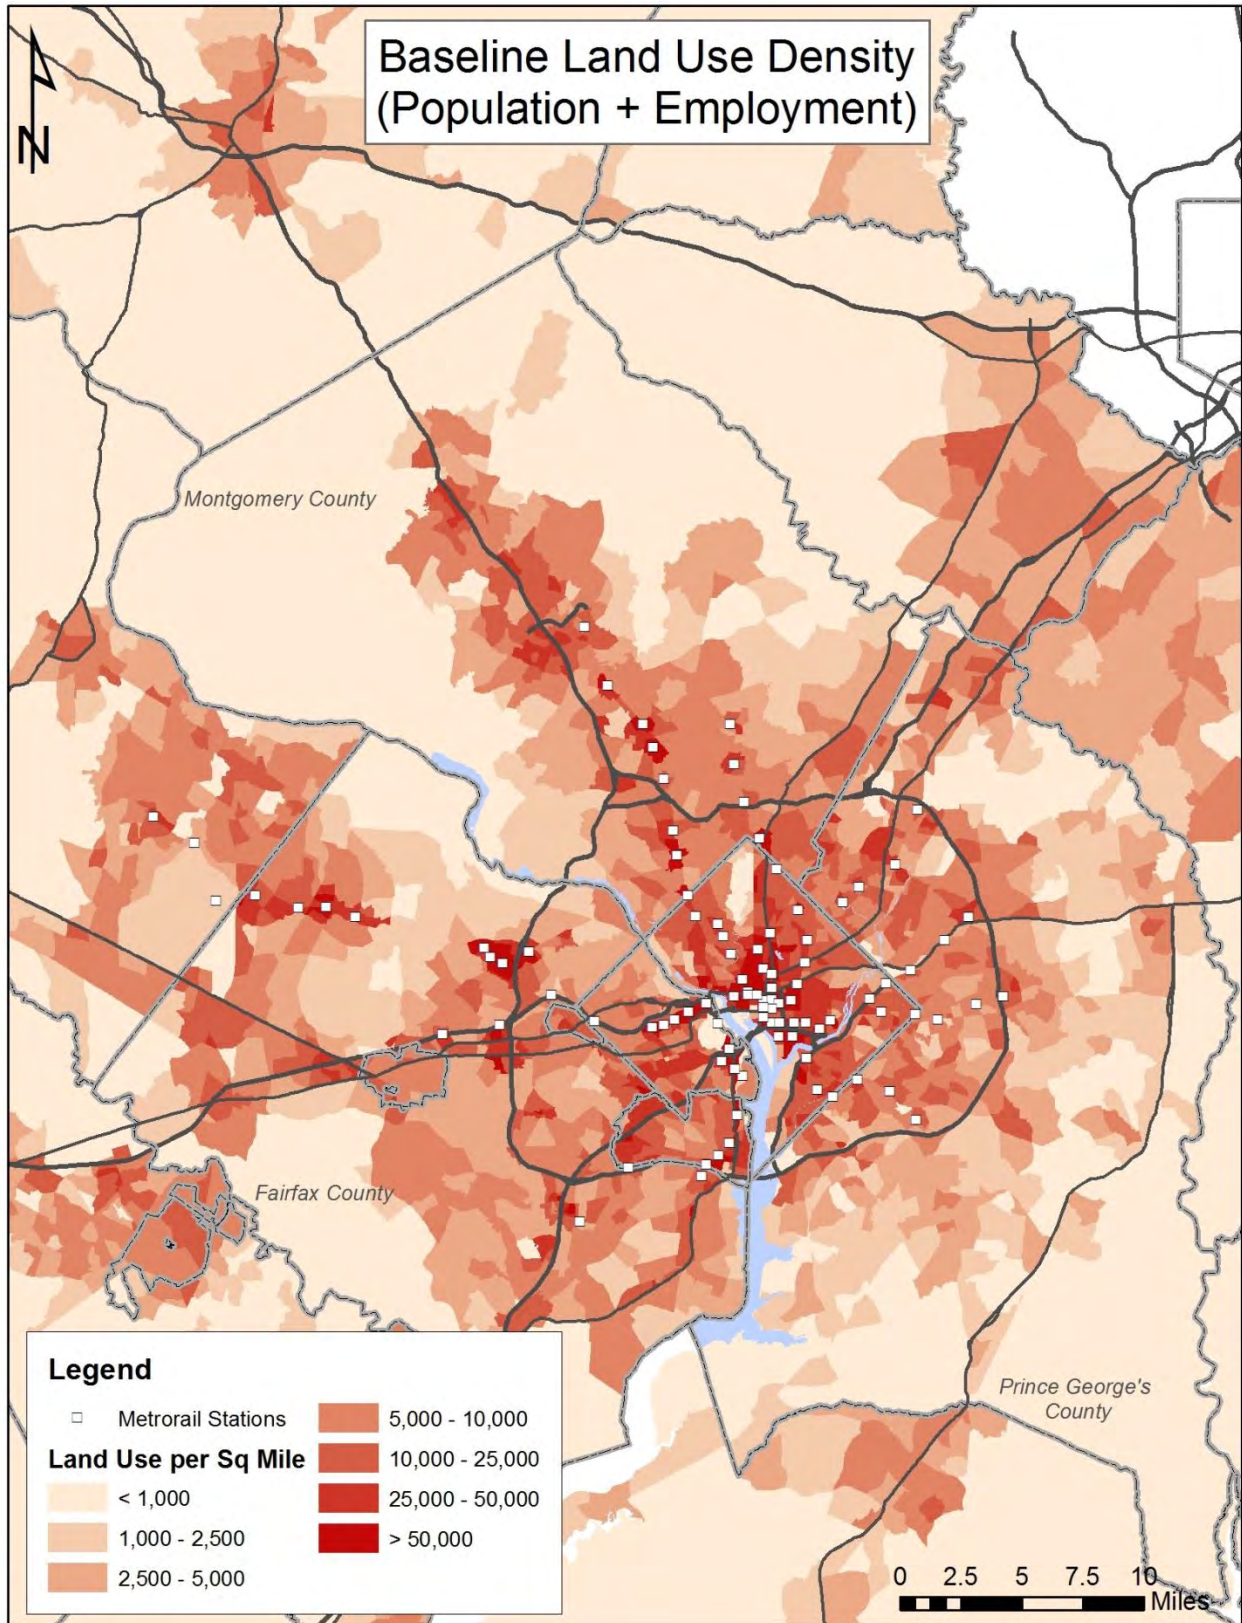 Baseline Land Use Density
(Population + Employment)
N
Montgomery County
Fairfax County
Prince George's
County
Legend
Metrorail Stations
Land Use per Sq Mile
< 1,000
1,000 - 2,500
2,500 - 5,000
5,000 - 10,000
10,000 - 25,000
25,000 - 50,000
> 50,000
0 2.5 5 7.5 10
Miles